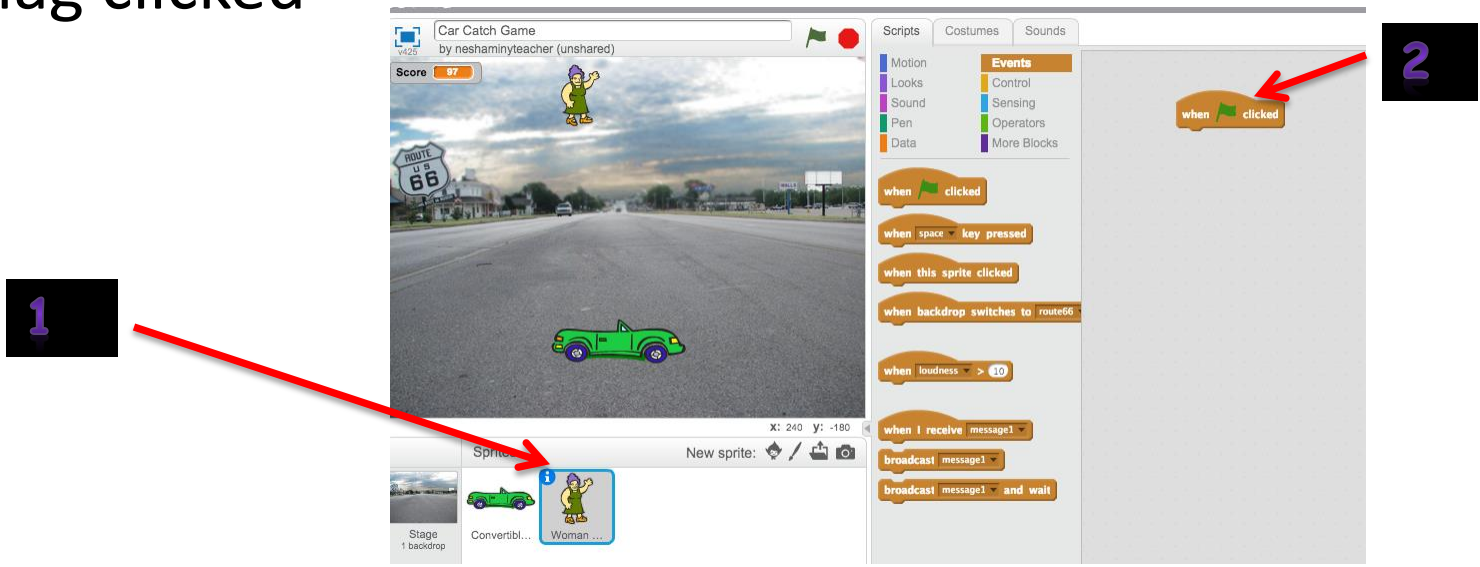 flag clicked
Car Catch Game
v425
by neshaminyteacher (unshared)
Score 97
ROUTE
US
66
x: 240 y: -180
Sprites
New sprite:
Stage
1 backdrop
Convertibl...
Woman ...
Scripts
Costumes
Sounds
Motion
Events
Looks
Control
Sound
Sensing
Pen
Operators
Data
More Blocks
when clicked
when space key pressed
when this sprite clicked
when backdrop switches to route66
when loudness > 10
when I receive message1
broadcast message1
broadcast message1 and wait
when clicked
1
2